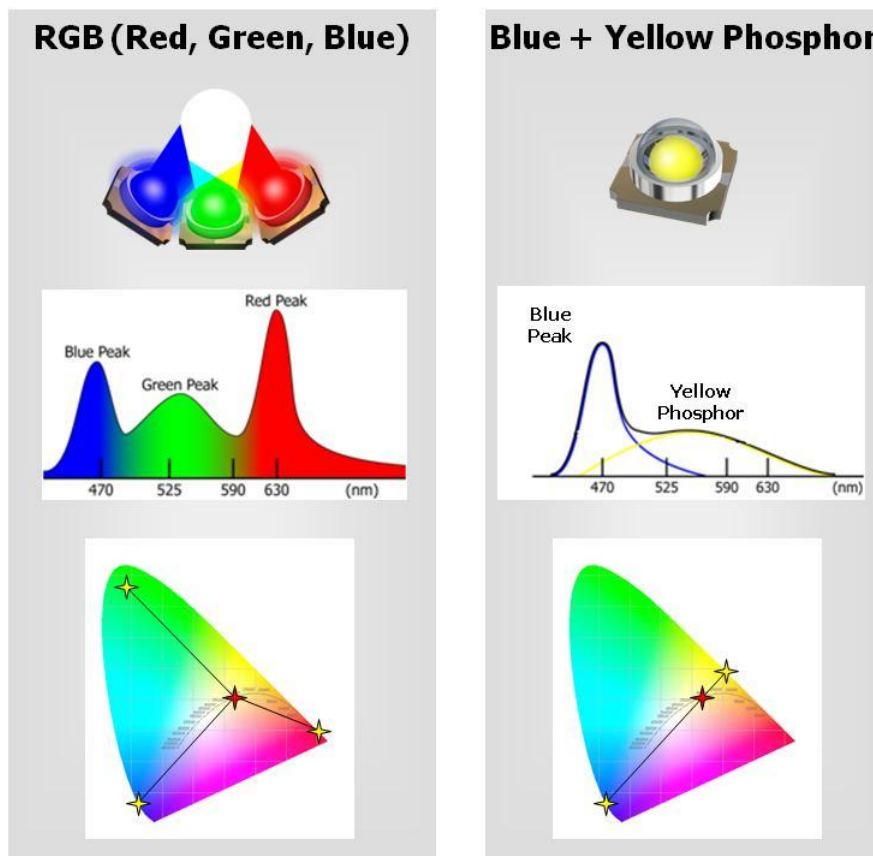 RGB (Red, Green, Blue)
Red Peak
Blue Peak
Green Peak
470 525 590 630 (nm)
Blue + Yellow Phosphor
Blue
Peak
Yellow
Phosphor
470 525 590 630 (nm)